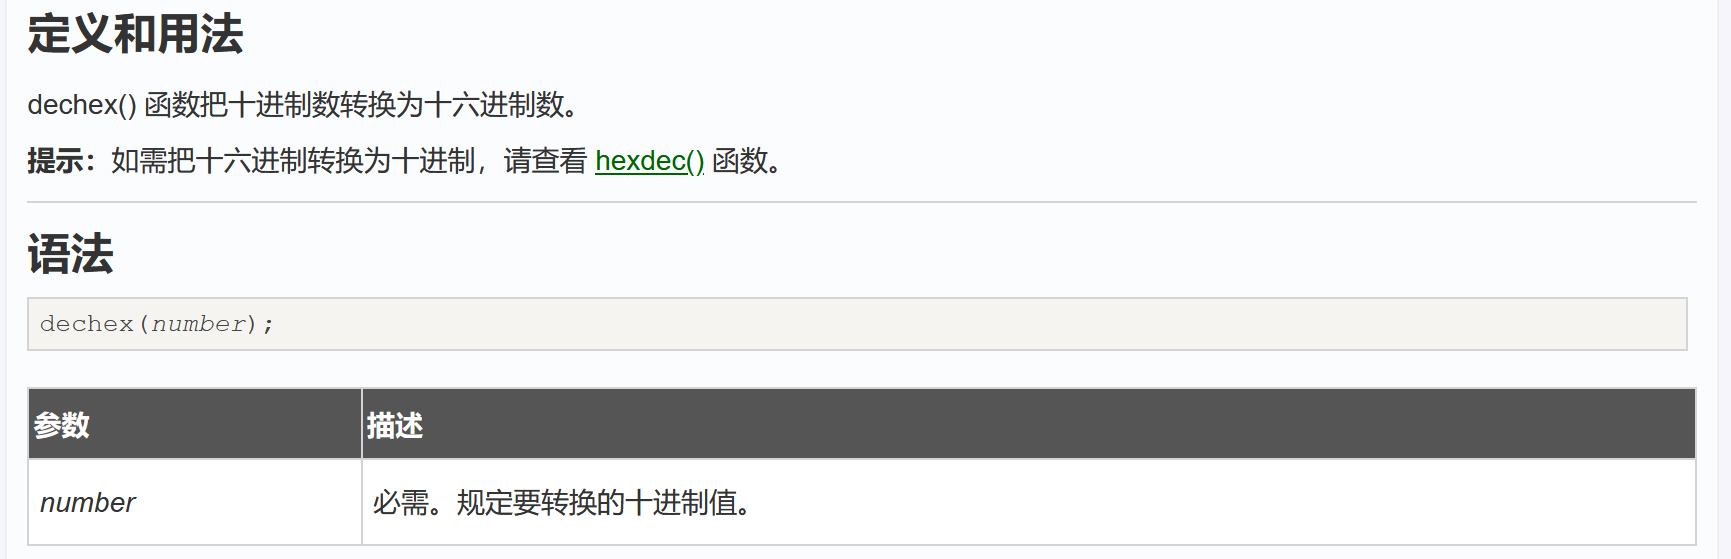 定义和用法
dechex() 函数把十进制数转换为十六进制数。
提示：如需把十六进制转换为十进制，请查看 hexdec() 函数。
语法
dechex(number);
参数 描述
number 必需。规定要转换的十进制值。